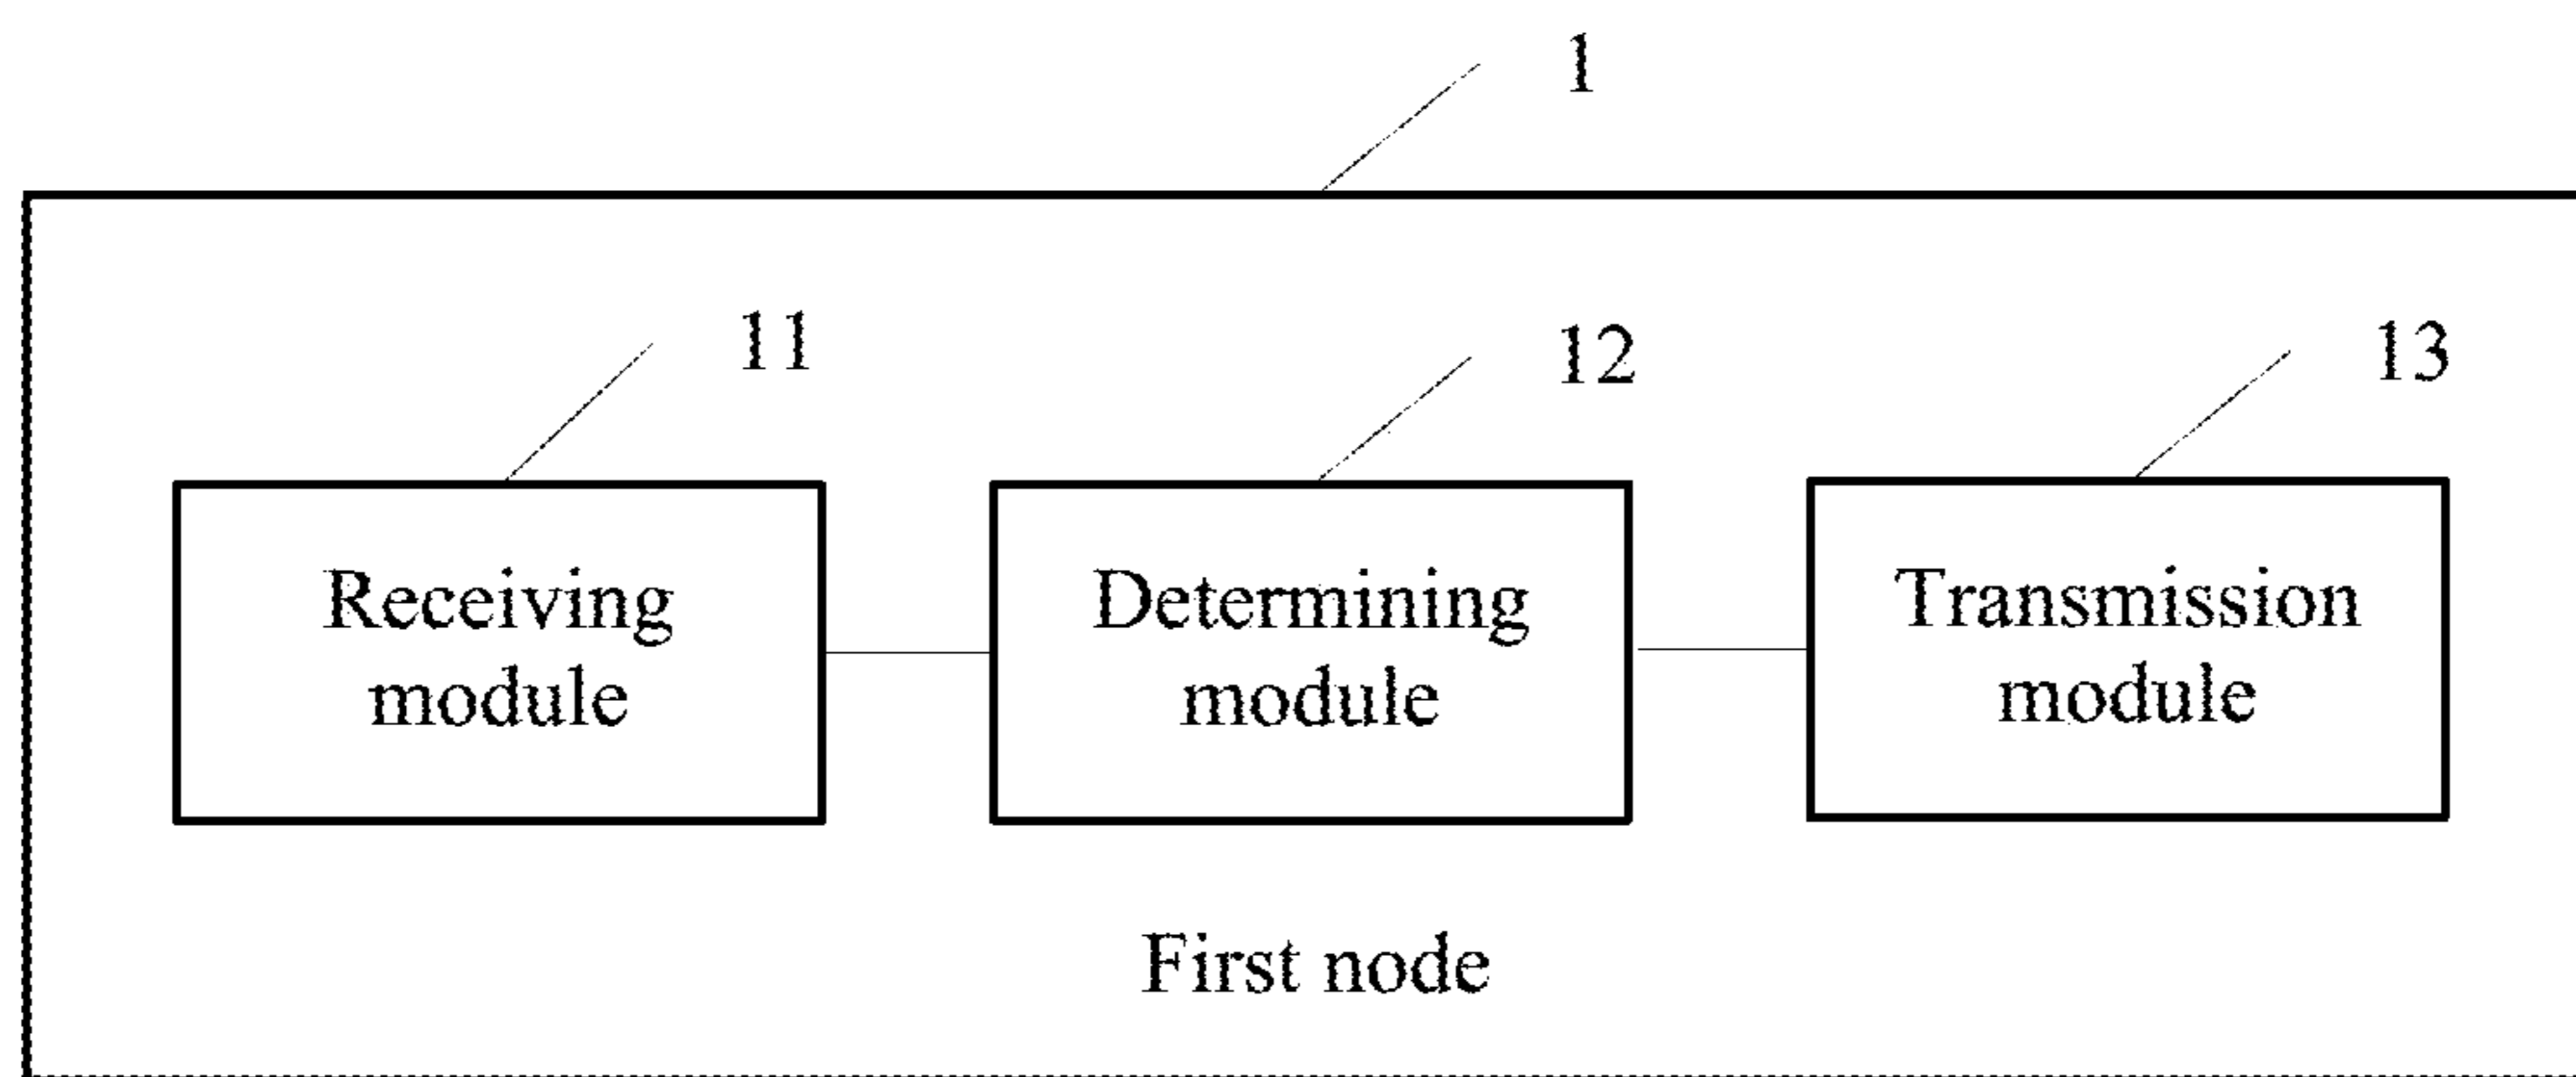 1
11
12
13
Receiving
module
Determining
module
Transmission
module
First node